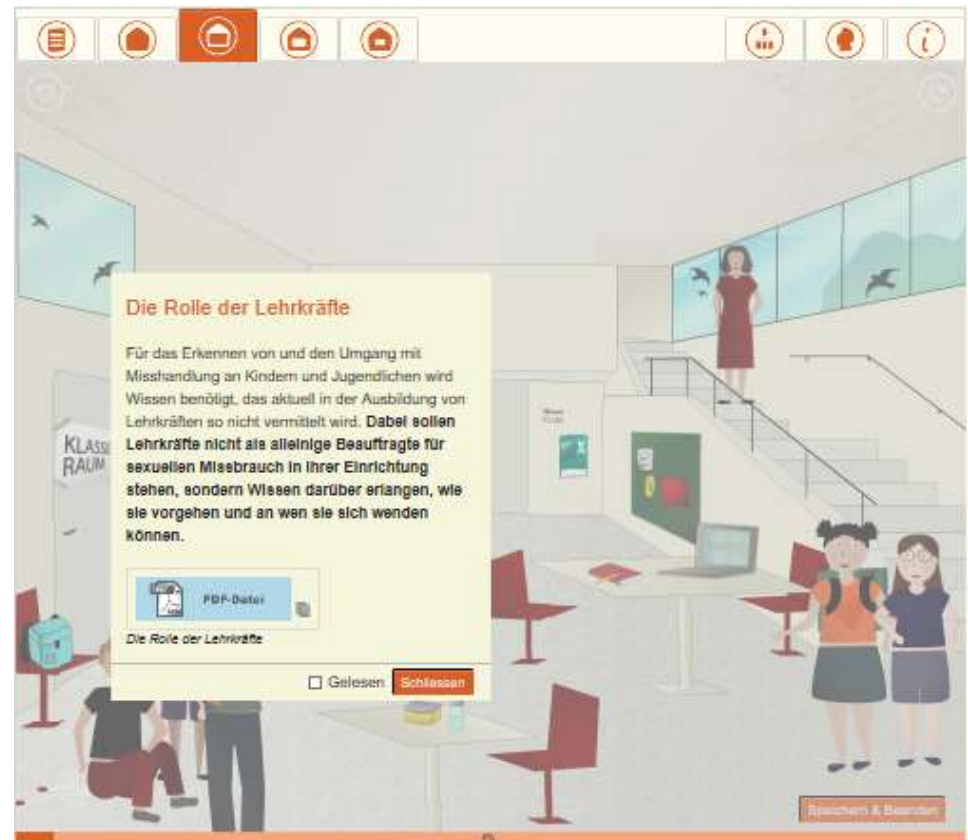 Die Rolle der Lehrkräfte
Für das Erkennen von und den Umgang mit
Misshandlung an Kindern und Jugendlichen wird
Wissen benötigt, das aktuell in der Ausbildung von
Lehrkräften so nicht vermittelt wird. Dabei sollen
Lehrkräfte nicht als alleinige Beauftragte für
sexuellen Missbrauch in ihrer Einrichtung
stehen, sondern Wissen darüber erlangen, wie
sie vorgehen und an wen sie sich wenden
können.
PDF-Datei
Die Rolle der Lehrkräfte
Gelesen Schliessen
KLASS
RAUM
Speichern & Beenden